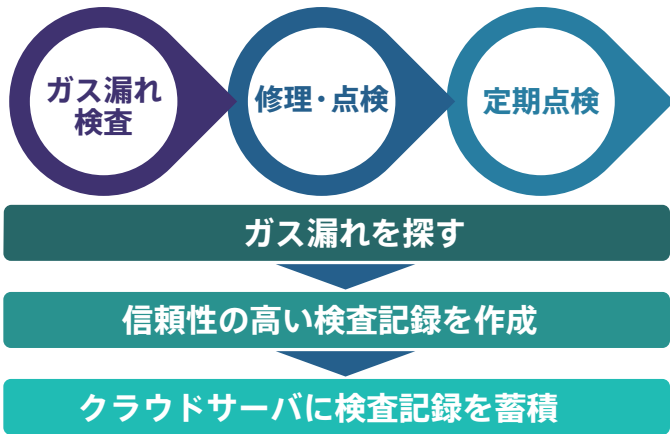 ガス漏れ
検査
修理・点検
定期点検
ガス漏れを探す
信頼性の高い検査記録を作成
クラウドサーバに検査記録を蓄積